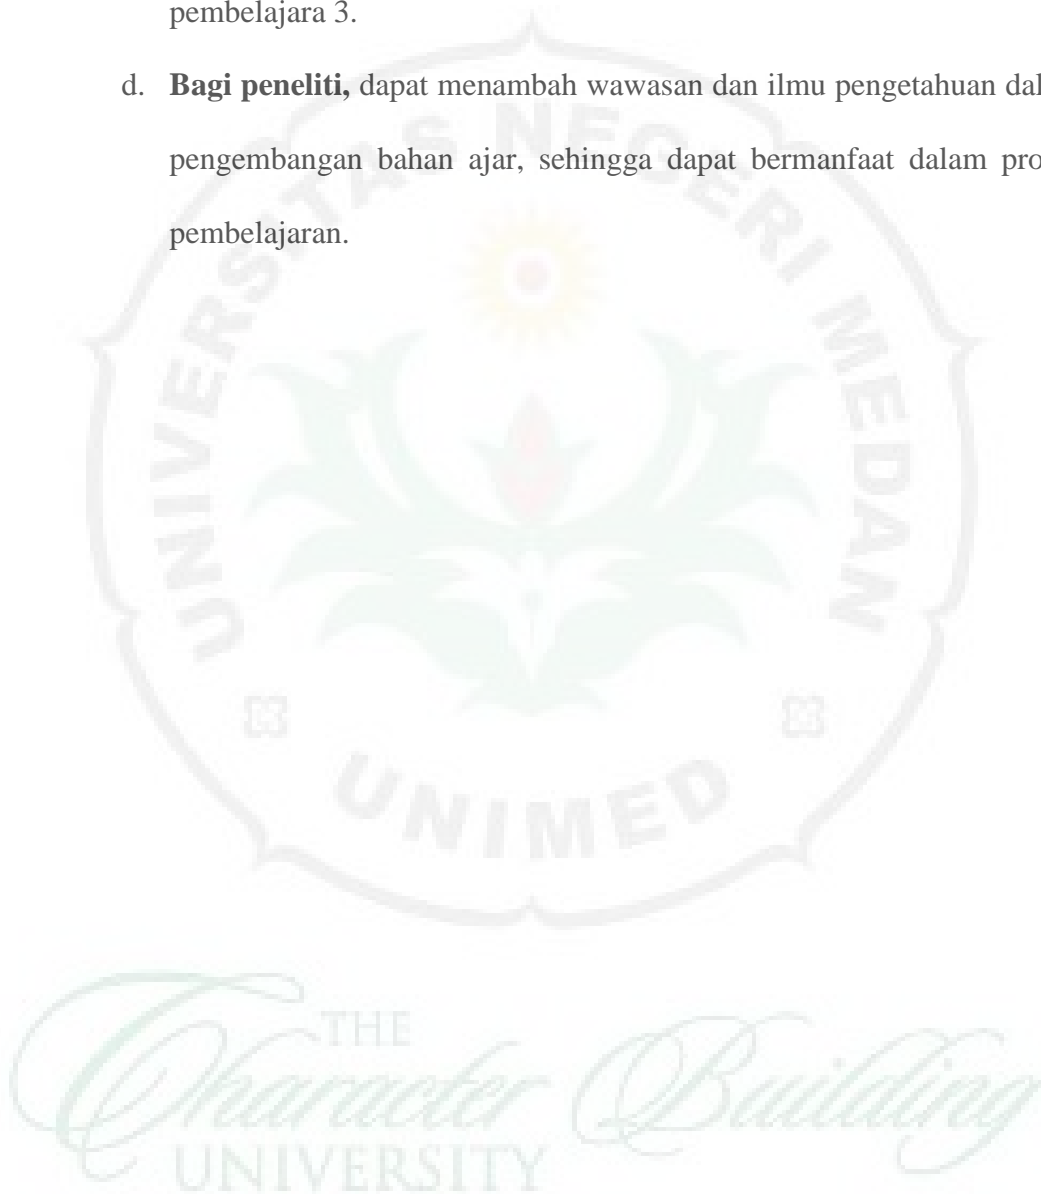 pembelajara 3.
d. Bagi peneliti, dapat menambah wawasan dan ilmu pengetahuan dal
pengembangan bahan ajar, sehingga dapat bermanfaat dalam pro
pembelajaran.
UNIVERSITAS NEGERI MEDAN
UNIMED
THE
Character Building
UNIVERSITY